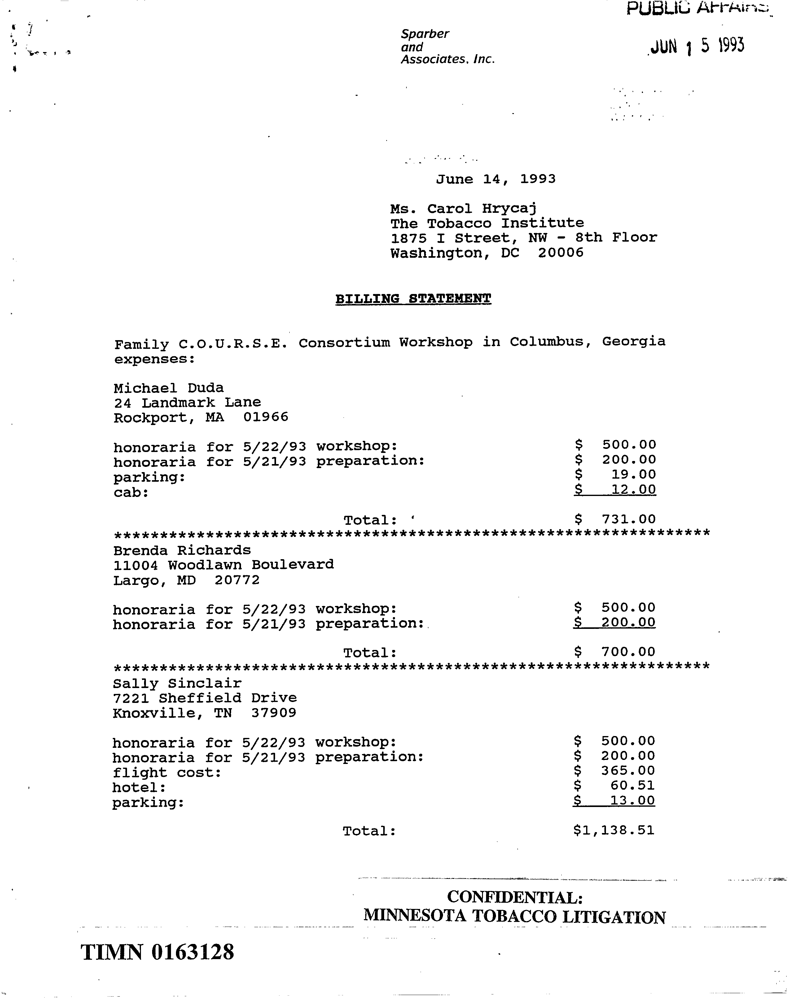 PUBLIC AFFAIRS
Sparber
and
Associates, Inc.
JUN 15 1993
June 14, 1993
Ms. Carol Hrycaj
The Tobacco Institute
1875 I Street, NW - 8th Floor
Washington, DC 20006
BILLING STATEMENT
Family C.O.U.R.S.E. Consortium Workshop in Columbus, Georgia
expenses:
Michael Duda
24 Landmark Lane
Rockport, MA 01966
honoraria for 5/22/93 workshop: $ 500.00
honoraria for 5/21/93 preparation: $ 200.00
parking: $ 19.00
cab: $ 12.00
Total: $ 731.00
******************************************************************
Brenda Richards
11004 Woodlawn Boulevard
Largo, MD 20772
honoraria for 5/22/93 workshop: $ 500.00
honoraria for 5/21/93 preparation: $ 200.00
Total: $ 700.00
******************************************************************
Sally Sinclair
7221 Sheffield Drive
Knoxville, TN 37909
honoraria for 5/22/93 workshop: $ 500.00
honoraria for 5/21/93 preparation: $ 200.00
flight cost: $ 365.00
hotel: $ 60.51
parking: $ 13.00
Total: $1,138.51
CONFIDENTIAL:
MINNESOTA TOBACCO LITIGATION
TIMN 0163128